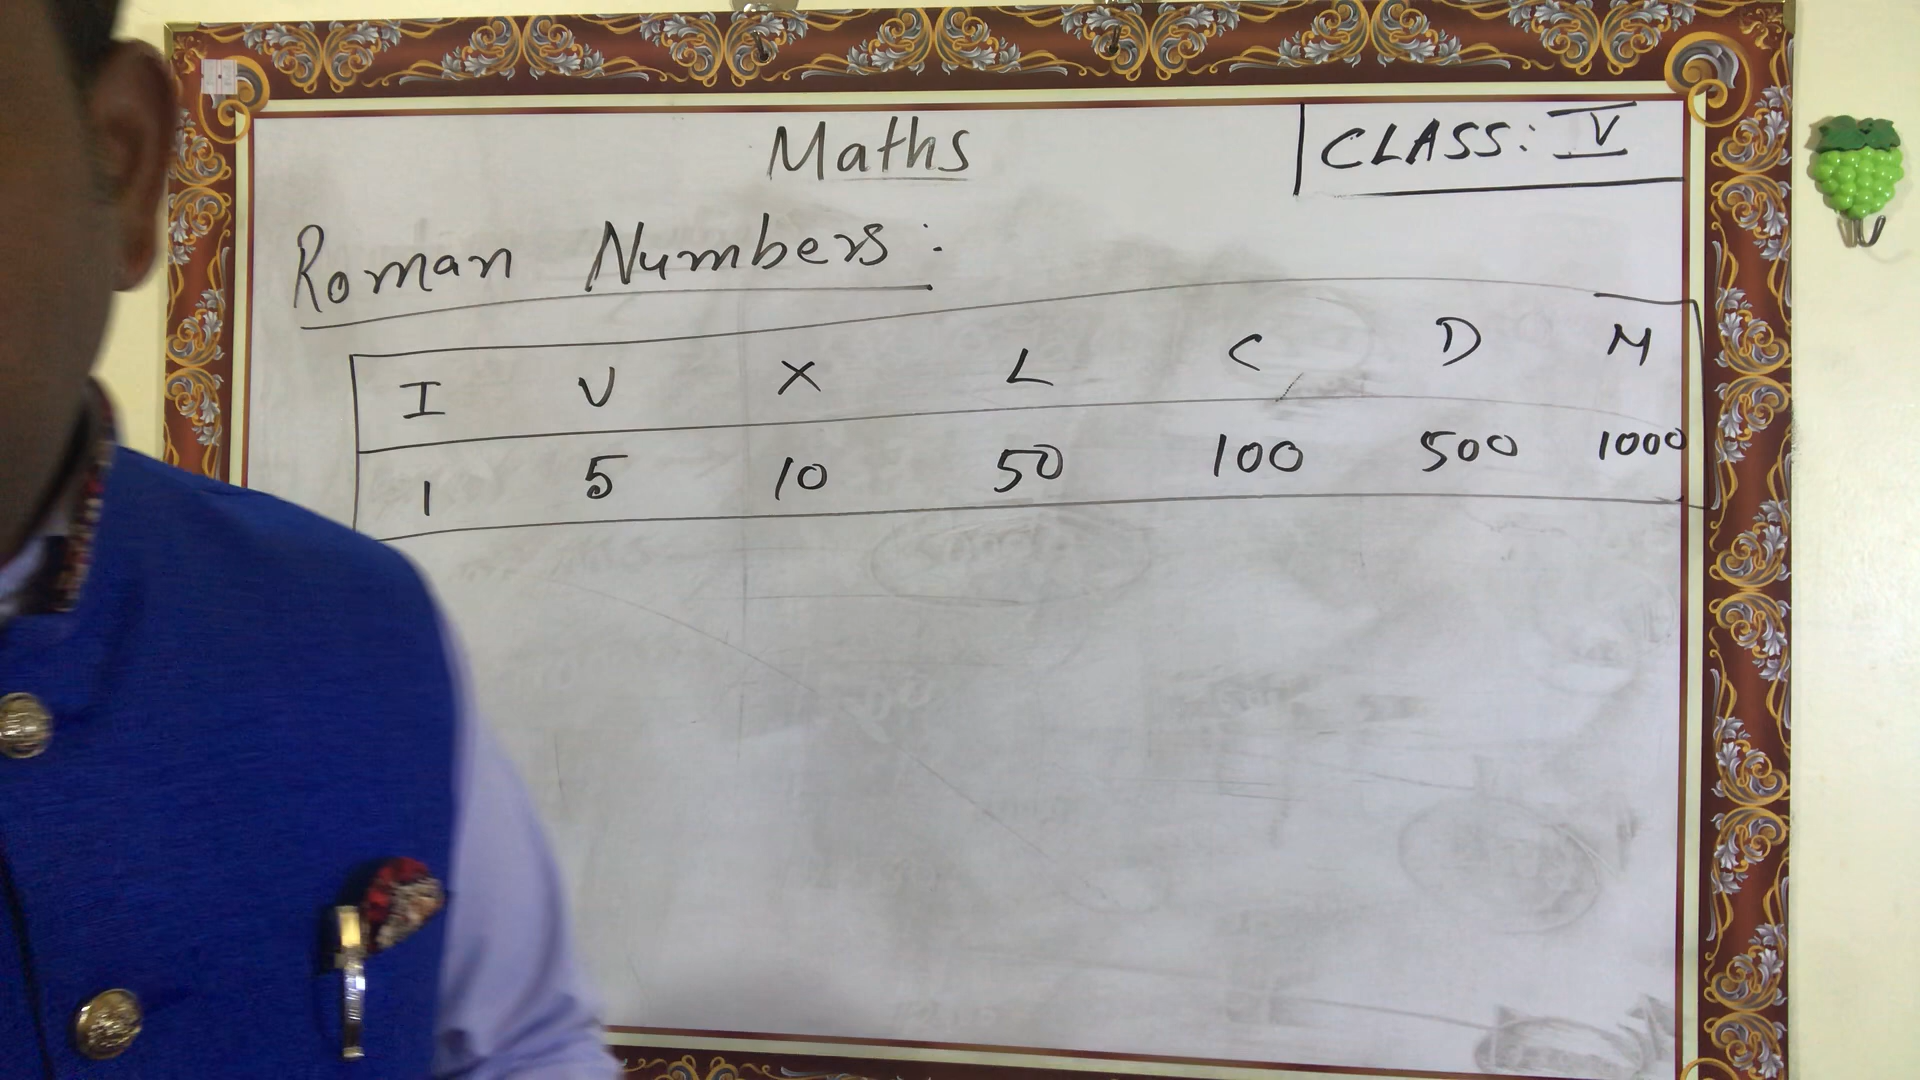 Maths
CLASS: V
Roman Numbers:
I V X L C D M
1 5 10 50 100 500 1000